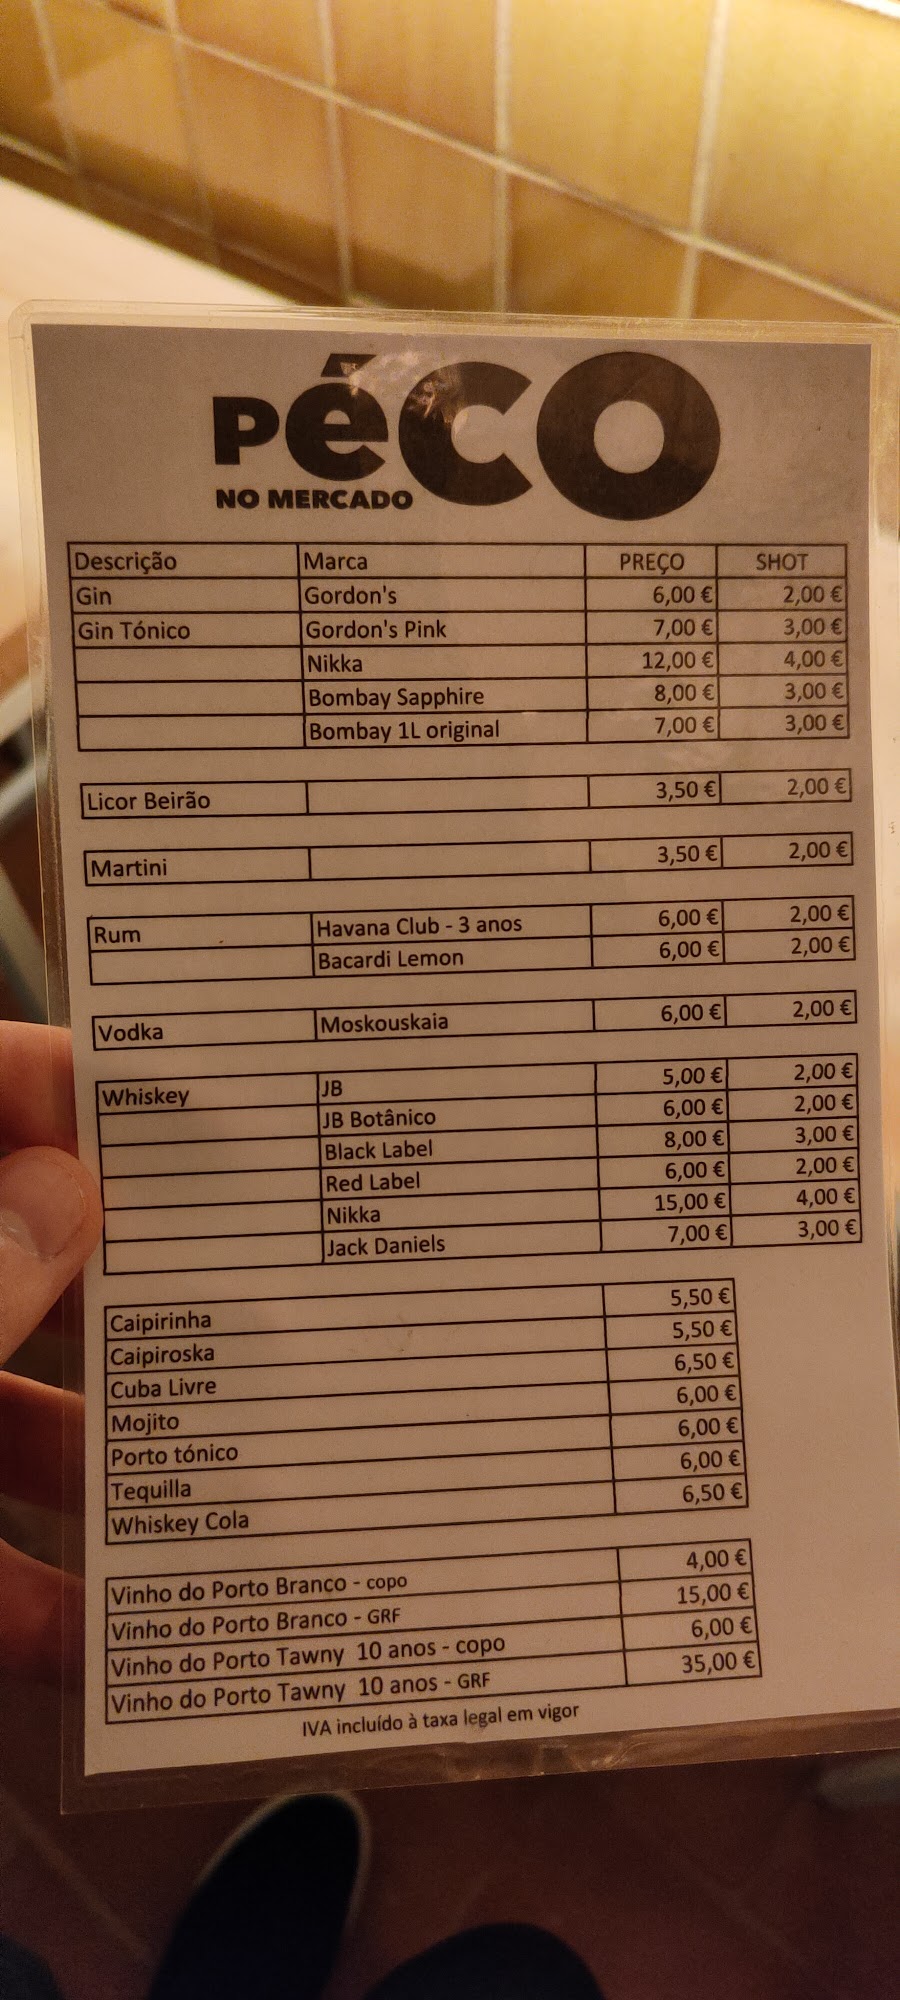 PéCO
NO MERCADO
Descrição Marca PREÇO SHOT
Gin Gordon's 6,00 € 2,00 €
Gin Tónico Gordon's Pink 7,00 € 3,00 €
Nikka 12,00 € 4,00 €
Bombay Sapphire 8,00 € 3,00 €
Bombay 1L original 7,00 € 3,00 €
Licor Beirão 3,50 € 2,00 €
Martini 3,50 € 2,00 €
Rum Havana Club - 3 anos 6,00 € 2,00 €
Bacardi Lemon 6,00 € 2,00 €
Vodka Moskouskaia 6,00 € 2,00 €
Whiskey JB 5,00 € 2,00 €
JB Botânico 6,00 € 2,00 €
Black Label 8,00 € 3,00 €
Red Label 6,00 € 2,00 €
Nikka 15,00 € 4,00 €
Jack Daniels 7,00 € 3,00 €
Caipirinha 5,50 €
Caipiroska 5,50 €
Cuba Livre 6,50 €
Mojito 6,00 €
Porto tónico 6,00 €
Tequilla 6,00 €
Whiskey Cola 6,50 €
Vinho do Porto Branco - copo 4,00 €
Vinho do Porto Branco - GRF 15,00 €
Vinho do Porto Tawny 10 anos - copo 6,00 €
Vinho do Porto Tawny 10 anos - GRF 35,00 €
IVA incluído à taxa legal em vigor